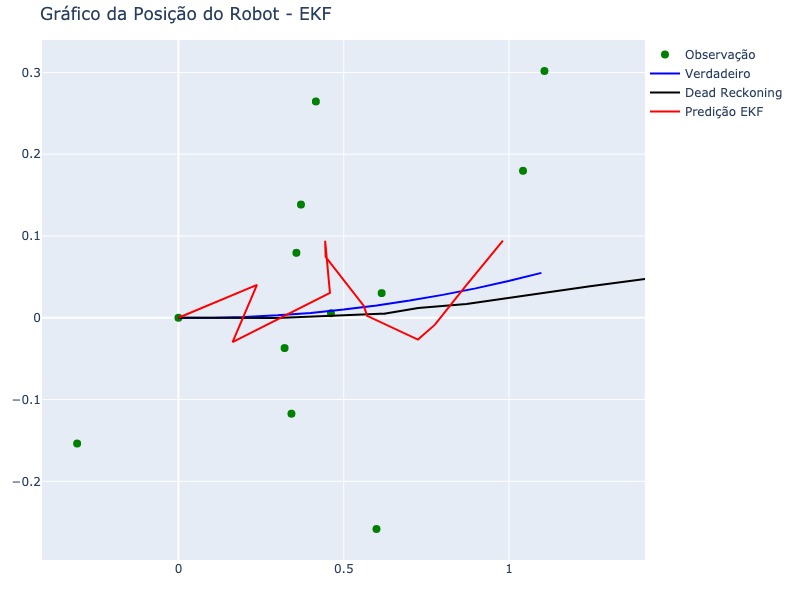 Gráfico da Posição do Robot - EKF
Observação
Verdadeiro
Dead Reckoning
Predição EKF
0.3
0.2
0.1
0
−0.1
−0.2
0
0.5
1